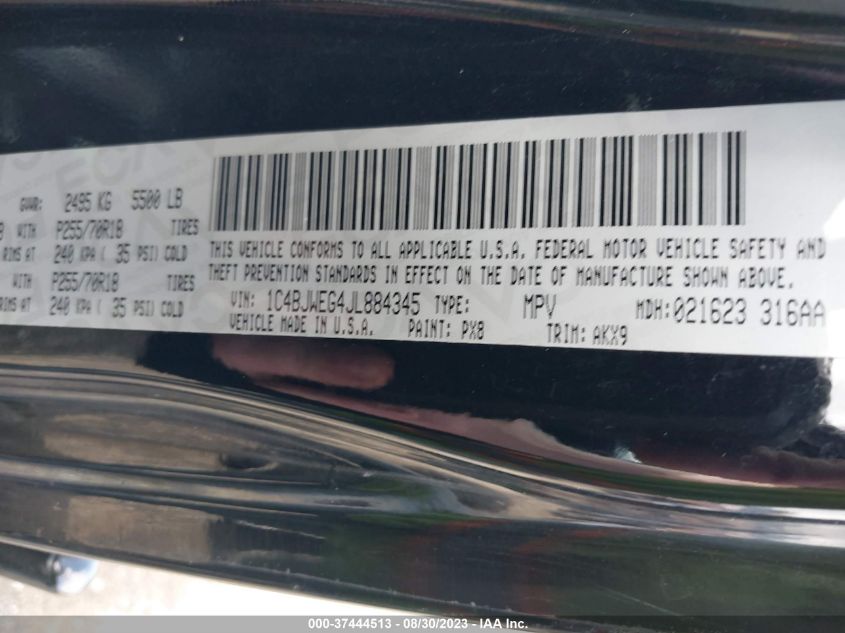 GVWR: 2495 KG 5500 LB
WITH P255/70R18 TIRES
RIMS AT 240 KPA ( 35 PSI) COLD
WITH P255/70R18 TIRES
RIMS AT 240 KPA ( 35 PSI) COLD
THIS VEHICLE CONFORMS TO ALL APPLICABLE U.S.A. FEDERAL MOTOR VEHICLE SAFETY AND
THEFT PREVENTION STANDARDS IN EFFECT ON THE DATE OF MANUFACTURE SHOWN ABOVE.
VIN: 1C4BJWEG4JL884345 TYPE: MPV MDH:021623 316AA
VEHICLE MADE IN U.S.A. PAINT: PX8 TRIM: AKX9
000-37444513 - 08/30/2023 - IAA Inc.